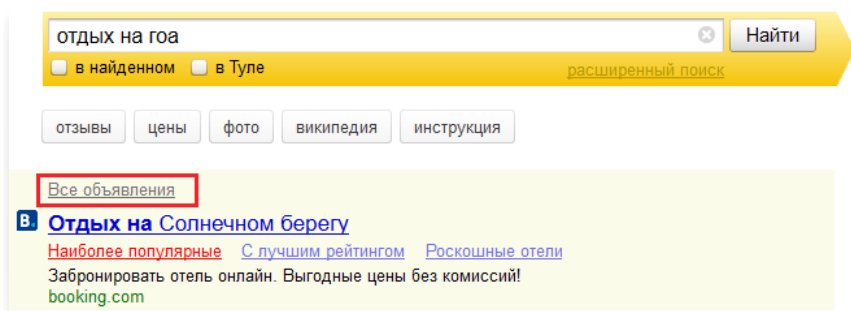 отдых на гоа Найти
в найденном в Туле расширенный поиск
отзывы цены фото википедия инструкция
Все объявления
B. Отдых на Солнечном берегу
Наиболее популярные С лучшим рейтингом Роскошные отели
Забронировать отель онлайн. Выгодные цены без комиссий!
booking.com